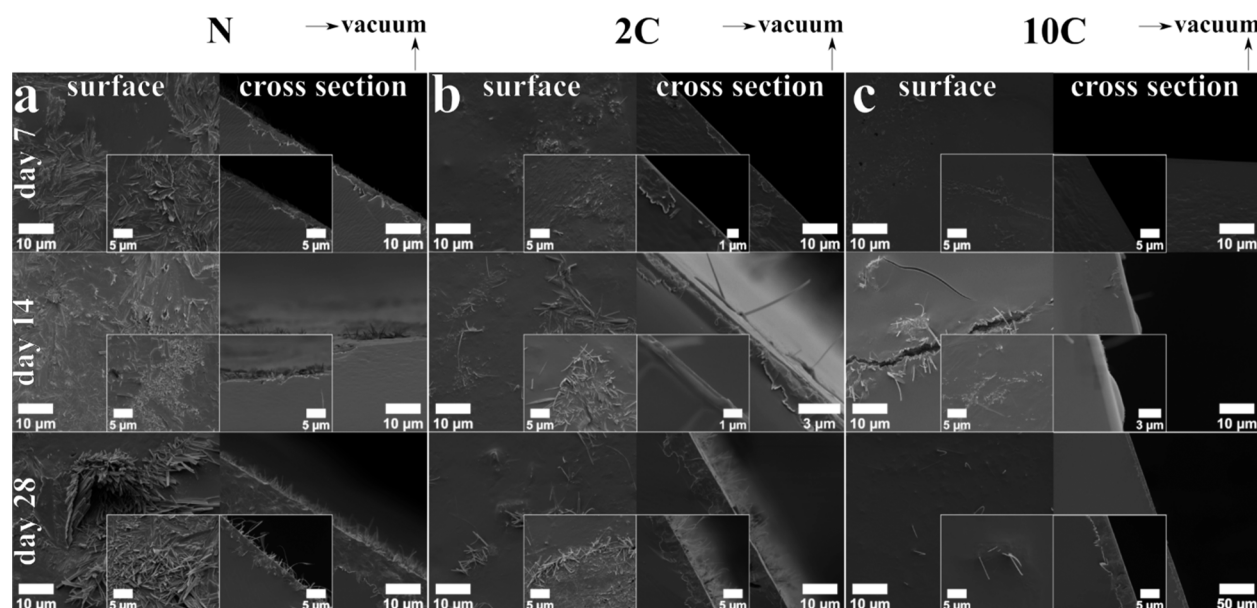 N → vacuum 2C → vacuum 10C → vacuum
a surface cross section b surface cross section c surface cross section
day 7
10 µm 5 µm 5 µm 10 µm 10 µm 5 µm 1 µm 10 µm 10 µm 5 µm 5 µm 10 µm
day 14
10 µm 5 µm 5 µm 10 µm 10 µm 5 µm 1 µm 3 µm 10 µm 5 µm 3 µm 10 µm
day 28
10 µm 5 µm 5 µm 10 µm 10 µm 5 µm 5 µm 10 µm 10 µm 5 µm 5 µm 50 µm